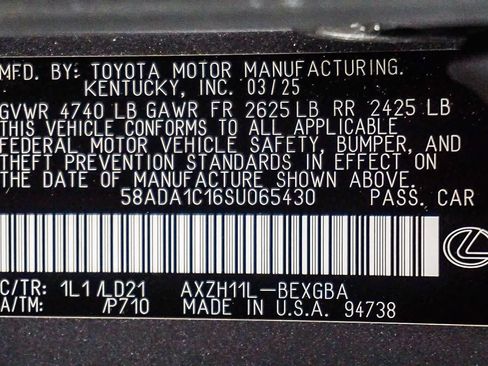 MFD. BY: TOYOTA MOTOR MANUFACTURING.
KENTUCKY, INC. 03/25
GVWR 4740 LB GAWR FR 2625 LB RR 2425 LB
THIS VEHICLE CONFORMS TO ALL APPLICABLE
FEDERAL MOTOR VEHICLE SAFETY, BUMPER, AND
THEFT PREVENTION STANDARDS IN EFFECT ON
THE DATE OF MANUFACTURE SHOWN ABOVE.
58ADA1C16SU065430 PASS. CAR
C/TR: 1L1/LD21 AXZH11L-BEXGBA
A/TM: /P710 MADE IN U.S.A. 94738